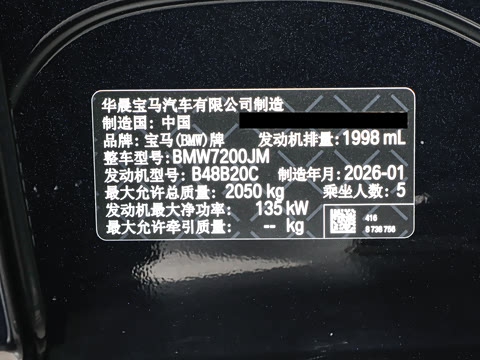 华晨宝马汽车有限公司制造
制造国: 中国
品牌: 宝马(BMW)牌 发动机排量: 1998 mL
整车型号: BMW7200JM
发动机型号: B48B20C 制造年月: 2026-01
最大允许总质量: 2050 kg 乘坐人数: 5
发动机最大净功率: 135 kW
最大允许牵引质量: -- kg
416
8 738 756